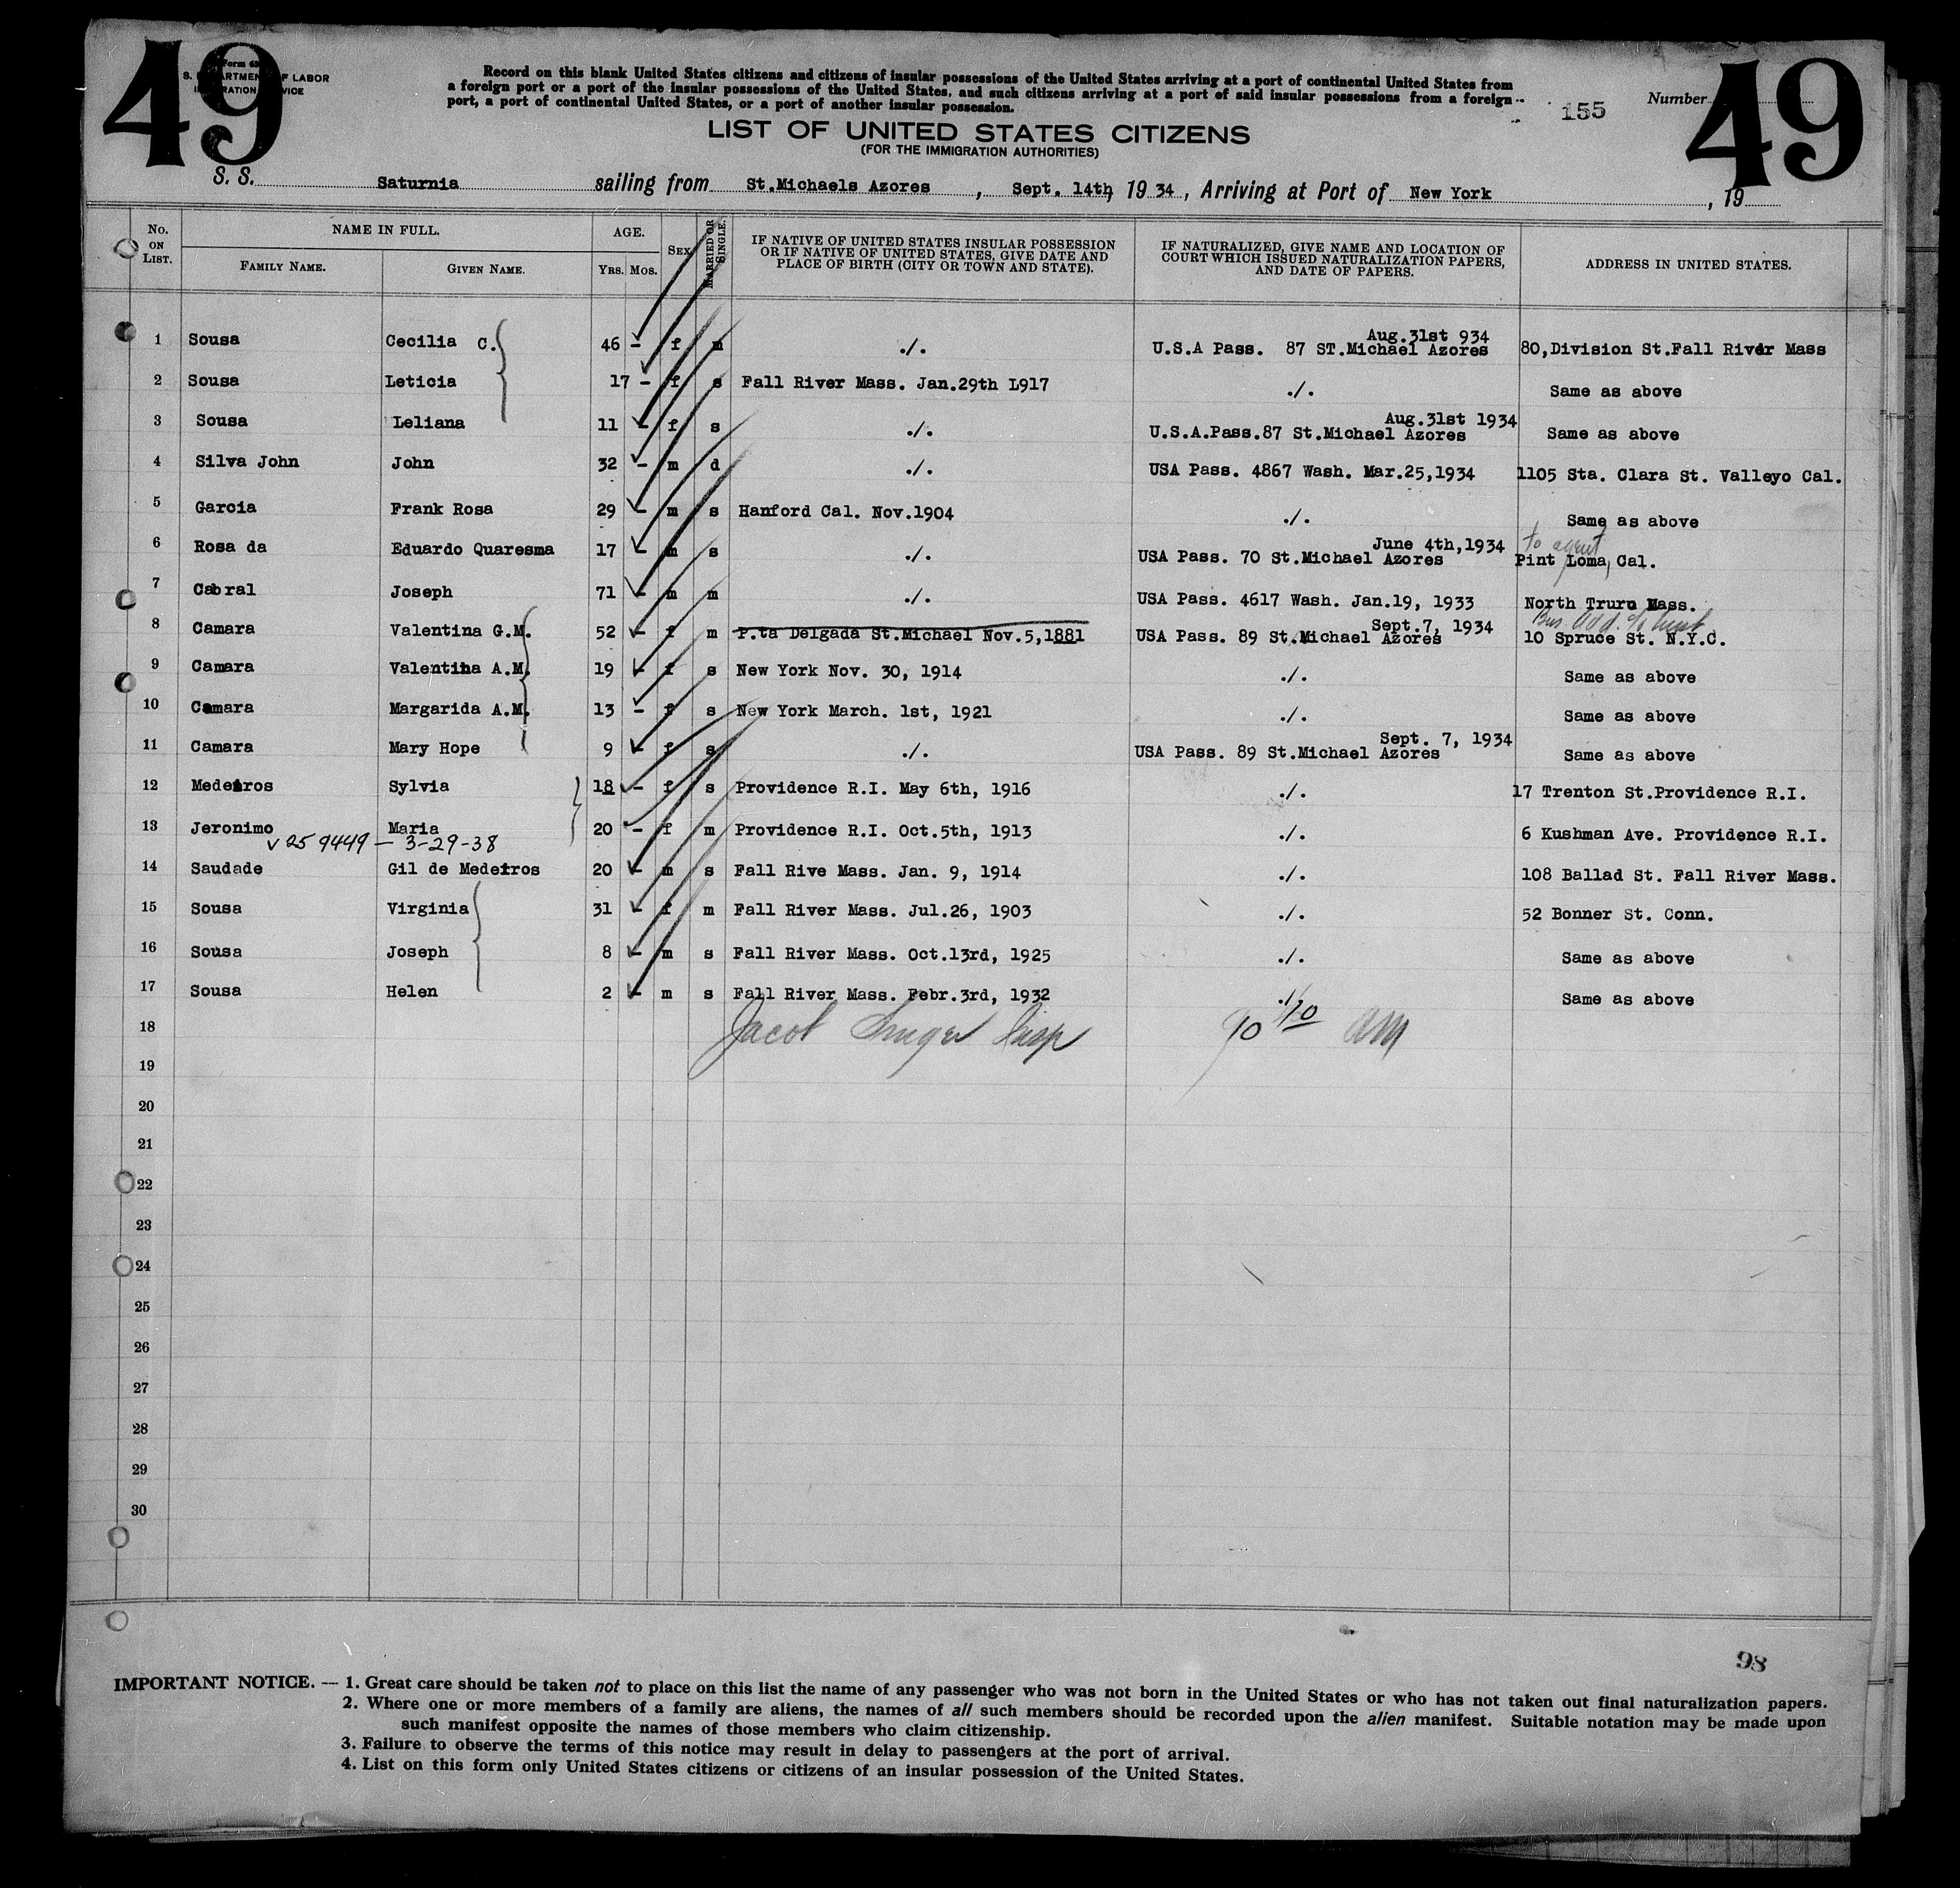 49
Form 63
S. DEPARTMENT OF LABOR
IMMIGRATION SERVICE
Record on this blank United States citizens and citizens of insular possessions of the United States arriving at a port of continental United States from
a foreign port or a port of the insular possessions of the United States, and such citizens arriving at a port of said insular possessions from a foreign
port, a port of continental United States, or a port of another insular possession.
155
Number
49
LIST OF UNITED STATES CITIZENS
(FOR THE IMMIGRATION AUTHORITIES)
S. S. Saturnia sailing from St.Michaels Azores , Sept. 14th, 19 34 , Arriving at Port of New York , 19
No. ON LIST. NAME IN FULL. FAMILY NAME. GIVEN NAME. AGE. YRS. MOS. SEX MARRIED OR SINGLE. IF NATIVE OF UNITED STATES INSULAR POSSESSION OR IF NATIVE OF UNITED STATES, GIVE DATE AND PLACE OF BIRTH (CITY OR TOWN AND STATE). IF NATURALIZED, GIVE NAME AND LOCATION OF COURT WHICH ISSUED NATURALIZATION PAPERS, AND DATE OF PAPERS. ADDRESS IN UNITED STATES.
Aug.31st 934
1 Sousa Cecilia C. 46 - f m ./. U.S.A Pass. 87 ST.Michael Azores 80,Division St.Fall River Mass
2 Sousa Leticia 17 - f s Fall River Mass. Jan.29th L917 ./. Same as above
Aug.31st 1934
3 Sousa Leliana 11 - f s ./. U.S.A.Pass.87 St.Michael Azores Same as above
4 Silva John John 32 - m d ./. USA Pass. 4867 Wash. Mar.25,1934 1105 Sta. Clara St. Valleyo Cal.
5 Garcia Frank Rosa 29 - m s Hanford Cal. Nov.1904 ./. Same as above
June 4th,1934 to agent
6 Rosa da Eduardo Quaresma 17 - m s ./. USA Pass. 70 St.Michael Azores Pint Loma, Cal.
7 Cabral Joseph 71 - m m ./. USA Pass. 4617 Wash. Jan.19, 1933 North Truro Mass.
Sept.7, 1934 Bus. add.
8 Camara Valentina G.M. 52 - f m P.ta Delgada St.Michael Nov.5,1881 USA Pass. 89 St.Michael Azores 10 Spruce St. N.Y.C.
9 Camara Valentina A.M. 19 - f s New York Nov. 30, 1914 ./. Same as above
10 Camara Margarida A.M. 13 - f s New York March. 1st, 1921 ./. Same as above
Sept. 7, 1934
11 Camara Mary Hope 9 - f s ./. USA Pass. 89 St.Michael Azores Same as above
12 Medeiros Sylvia 18 - f s Providence R.I. May 6th, 1916 ./. 17 Trenton St.Providence R.I.
13 Jeronimo Maria 20 - f m Providence R.I. Oct.5th, 1913 ./. 6 Kushman Ave. Providence R.I.
v 259449 — 3-29-38
14 Saudade Gil de Medeiros 20 - m s Fall Rive Mass. Jan. 9, 1914 ./. 108 Ballad St. Fall River Mass.
15 Sousa Virginia 31 - f m Fall River Mass. Jul.26, 1903 ./. 52 Bonner St. Conn.
16 Sousa Joseph 8 - m s Fall River Mass. Oct.13rd, 1925 ./. Same as above
17 Sousa Helen 2 - m s Fall River Mass. Febr.3rd, 1932 ./. Same as above
18 Jacob Insp
19
20
21
22
23
24
25
26
27
28
29
30
98
IMPORTANT NOTICE. — 1. Great care should be taken not to place on this list the name of any passenger who was not born in the United States or who has not taken out final naturalization papers.
2. Where one or more members of a family are aliens, the names of all such members should be recorded upon the alien manifest. Suitable notation may be made upon
such manifest opposite the names of those members who claim citizenship.
3. Failure to observe the terms of this notice may result in delay to passengers at the port of arrival.
4. List on this form only United States citizens or citizens of an insular possession of the United States.